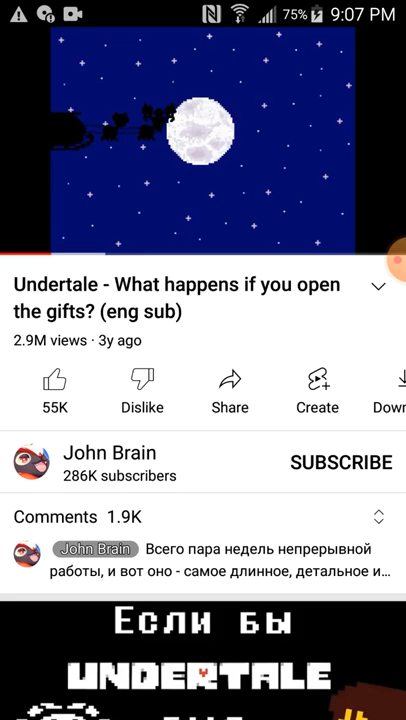 75% 9:07 PM
Undertale - What happens if you open
the gifts? (eng sub)
2.9M views · 3y ago
55K Dislike Share Create Down
John Brain
286K subscribers
SUBSCRIBE
Comments 1.9K
John Brain Всего пара недель непрерывной
работы, и вот оно - самое длинное, детальное и...
Если бы
UNDERTALE